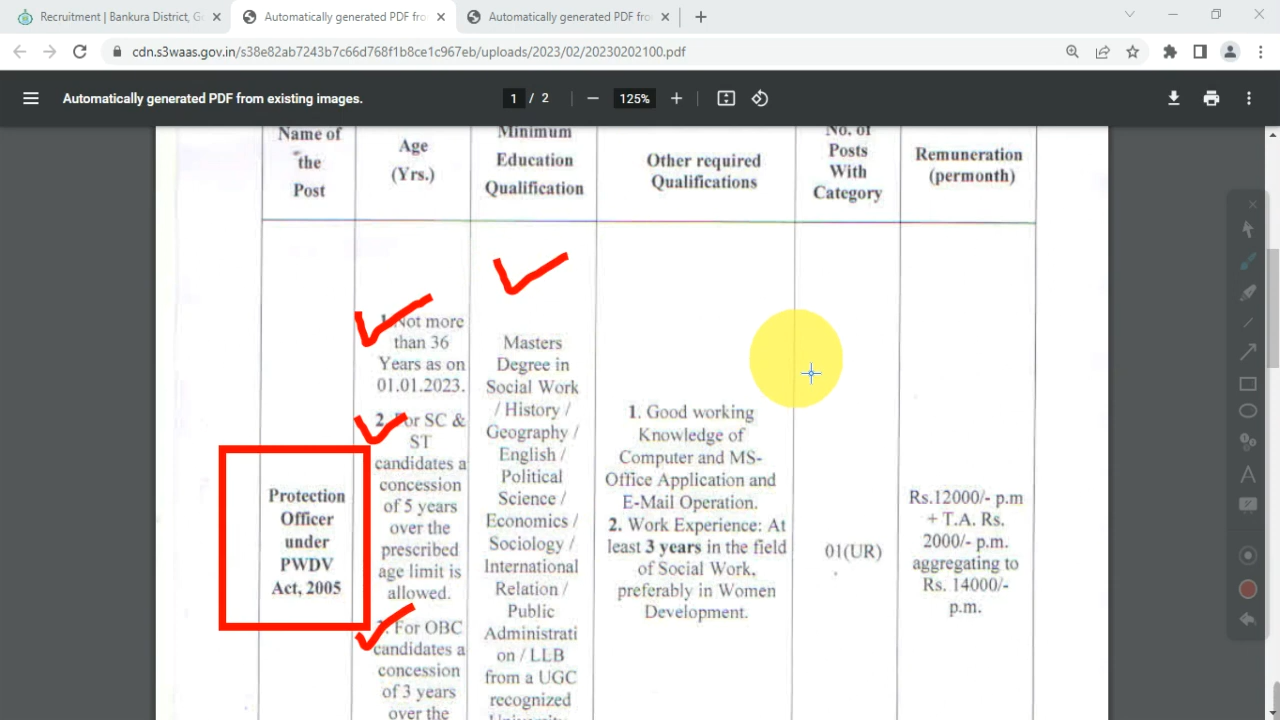 Recruitment | Bankura District, G
Automatically generated PDF fro
Automatically generated PDF from
cdn.s3waas.gov.in/s38e82ab7243b7c66d768f1b8ce1c967eb/uploads/2023/02/20230202100.pdf
Automatically generated PDF from existing images.
1 / 2
125%
Name of
the
Post
Age
(Yrs.)
Minimum
Education
Qualification
Other required
Qualifications
No. of
Posts
With
Category
Remuneration
(permonth)
Protection
Officer
under
PWDV
Act, 2005
1. Not more
than 36
Years as on
01.01.2023.
2. For SC &
ST
candidates a
concession
of 5 years
over the
prescribed
age limit is
allowed.
3. For OBC
candidates a
concession
of 3 years
over the
Masters
Degree in
Social Work
/ History /
Geography /
English /
Political
Science /
Economics /
Sociology /
International
Relation /
Public
Administrati
on / LLB
from a UGC
recognized
University
1. Good working
Knowledge of
Computer and MS-
Office Application and
E-Mail Operation.
2. Work Experience: At
least 3 years in the field
of Social Work,
preferably in Women
Development.
01(UR)
Rs.12000/- p.m
+ T.A. Rs.
2000/- p.m.
aggregating to
Rs. 14000/-
p.m.